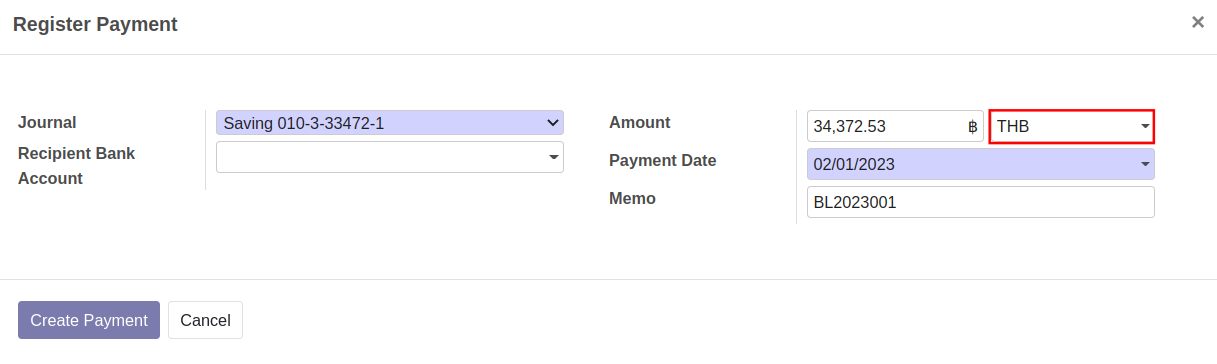 Register Payment ×
Journal
Saving 010-3-33472-1
Recipient Bank
Account
Amount
34,372.53 ฿ THB
Payment Date
02/01/2023
Memo
BL2023001
Create Payment Cancel